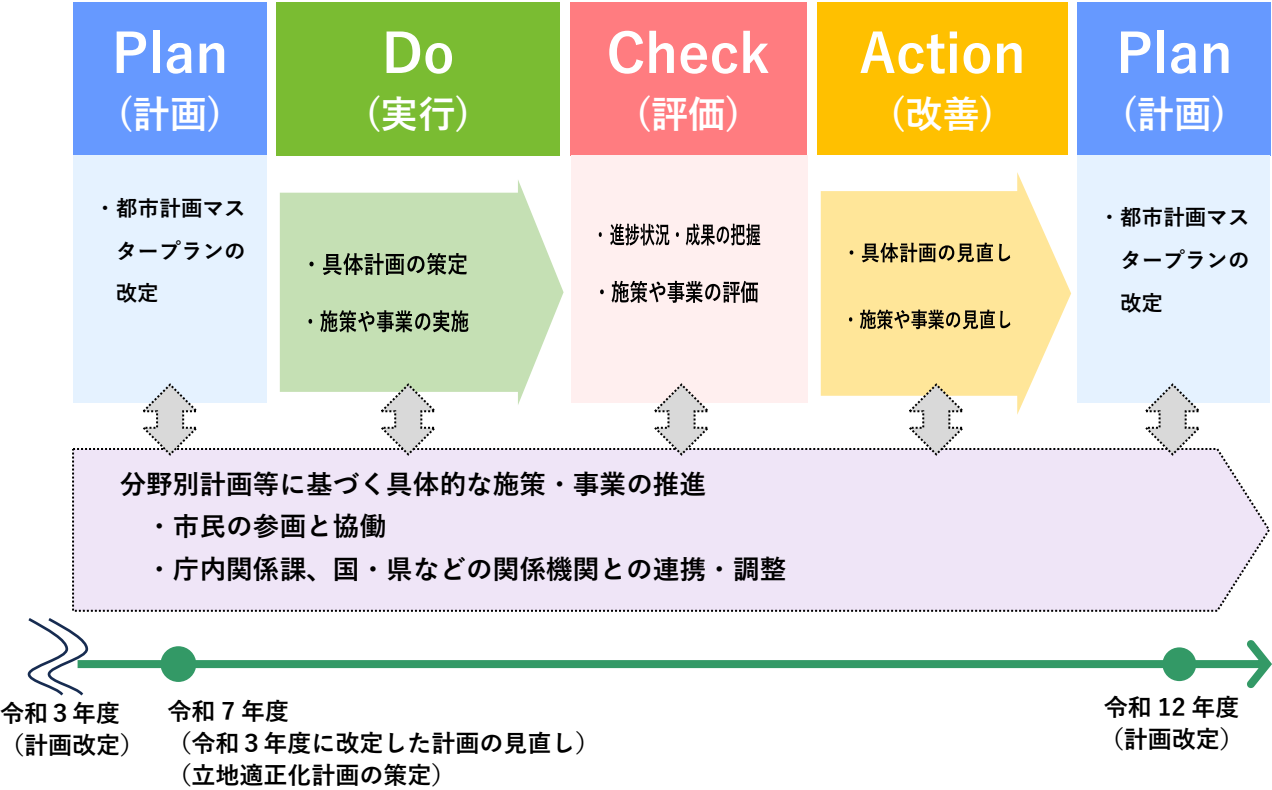 Plan
（計画）
・都市計画マス
タープランの
改定
Do
（実行）
・具体計画の策定
・施策や事業の実施
Check
（評価）
・進捗状況・成果の把握
・施策や事業の評価
Action
（改善）
・具体計画の見直し
・施策や事業の見直し
Plan
（計画）
・都市計画マス
タープランの
改定
分野別計画等に基づく具体的な施策・事業の推進
・市民の参画と協働
・庁内関係課、国・県などの関係機関との連携・調整
令和３年度
（計画改定）
令和７年度
（令和３年度に改定した計画の見直し）
（立地適正化計画の策定）
令和 12 年度
（計画改定）